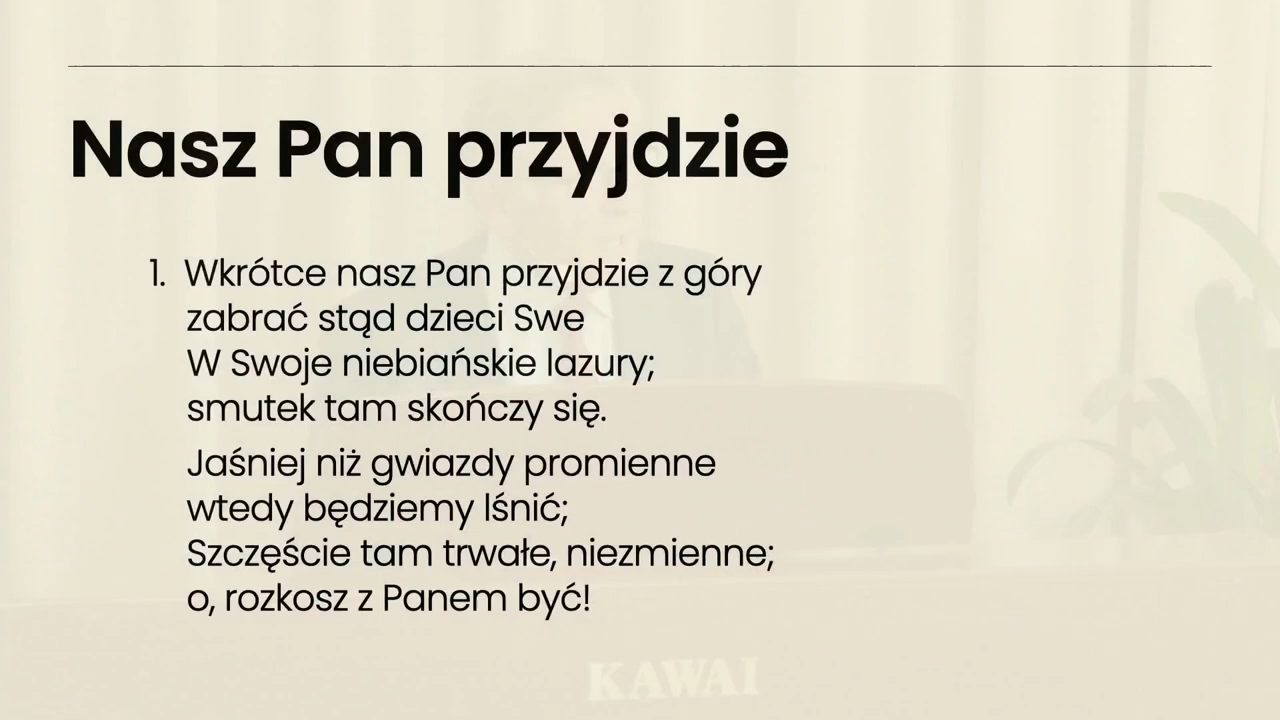 Nasz Pan przyjdzie
1. Wkrótce nasz Pan przyjdzie z góry
zabrać stąd dzieci Swe
W Swoje niebiańskie lazury;
smutek tam skończy się.
Jaśniej niż gwiazdy promienne
wtedy będziemy lśnić;
Szczęście tam trwałe, niezmienne;
o, rozkosz z Panem być!
KAWAI